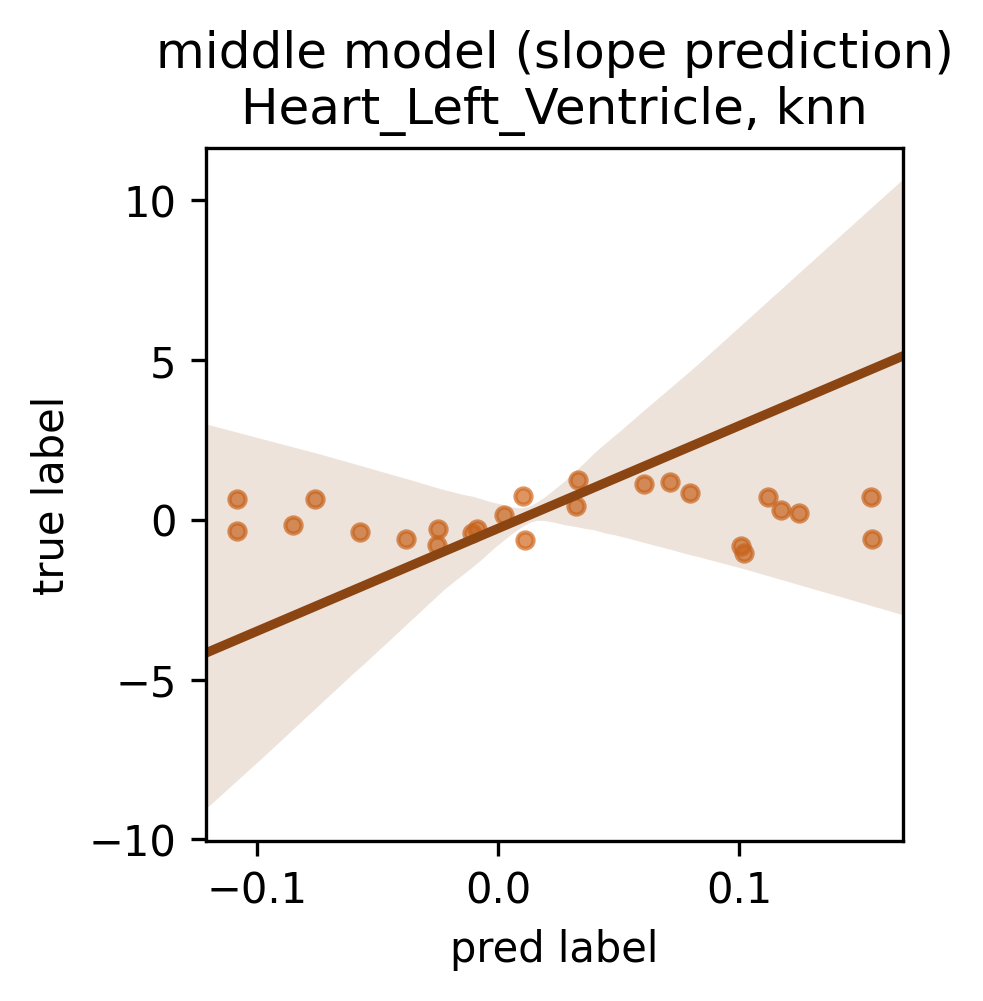 middle model (slope prediction)
Heart_Left_Ventricle, knn
10
5
0
−5
−10
true label
−0.1
0.0
0.1
pred label